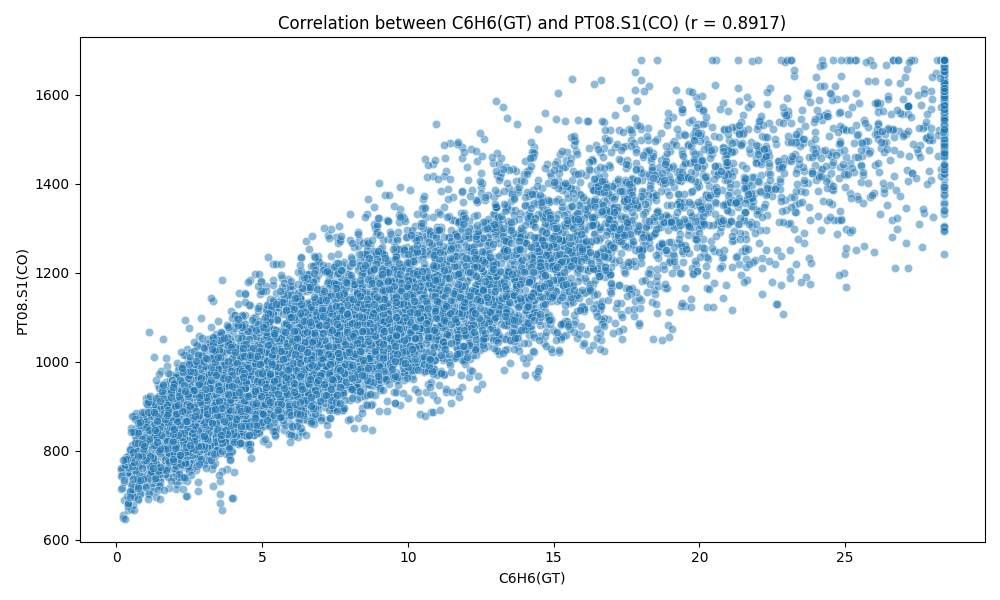 Correlation between C6H6(GT) and PT08.S1(CO) (r = 0.8917)
PT08.S1(CO)
1600
1400
1200
1000
800
600
0 5 10 15 20 25
C6H6(GT)